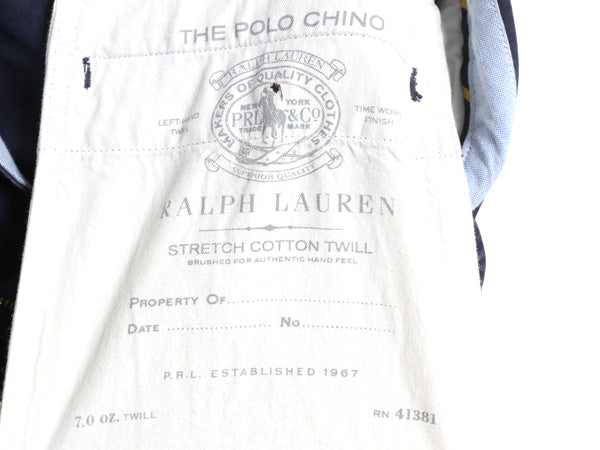 THE POLO CHINO
RALPH LAUREN
MAKERS OF QUALITY CLOTHES
LEFT-HAND
TWILL
NEW YORK
PRL & Co
TRADE MARK
TIME WORN
FINISH
SUPERIOR QUALITY
RALPH LAUREN
STRETCH COTTON TWILL
BRUSHED FOR AUTHENTIC HAND FEEL
PROPERTY OF..............................
DATE .................... No..................
P.R.L. ESTABLISHED 1967
7.0 OZ. TWILL
RN 41381